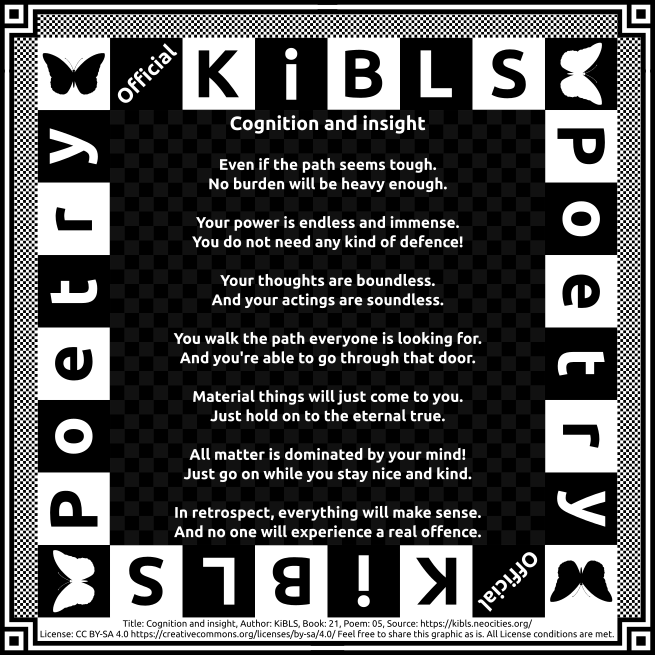 Official KiBLS
Poetry
Poetry
Cognition and insight
Even if the path seems tough.
No burden will be heavy enough.
Your power is endless and immense.
You do not need any kind of defence!
Your thoughts are boundless.
And your actings are soundless.
You walk the path everyone is looking for.
And you're able to go through that door.
Material things will just come to you.
Just hold on to the eternal true.
All matter is dominated by your mind!
Just go on while you stay nice and kind.
In retrospect, everything will make sense.
And no one will experience a real offence.
Official KiBLS
Title: Cognition and insight, Author: KiBLS, Book: 21, Poem: 05, Source: https://kibls.neocities.org/
License: CC BY-SA 4.0 https://creativecommons.org/licenses/by-sa/4.0/ Feel free to share this graphic as is. All License conditions are met.